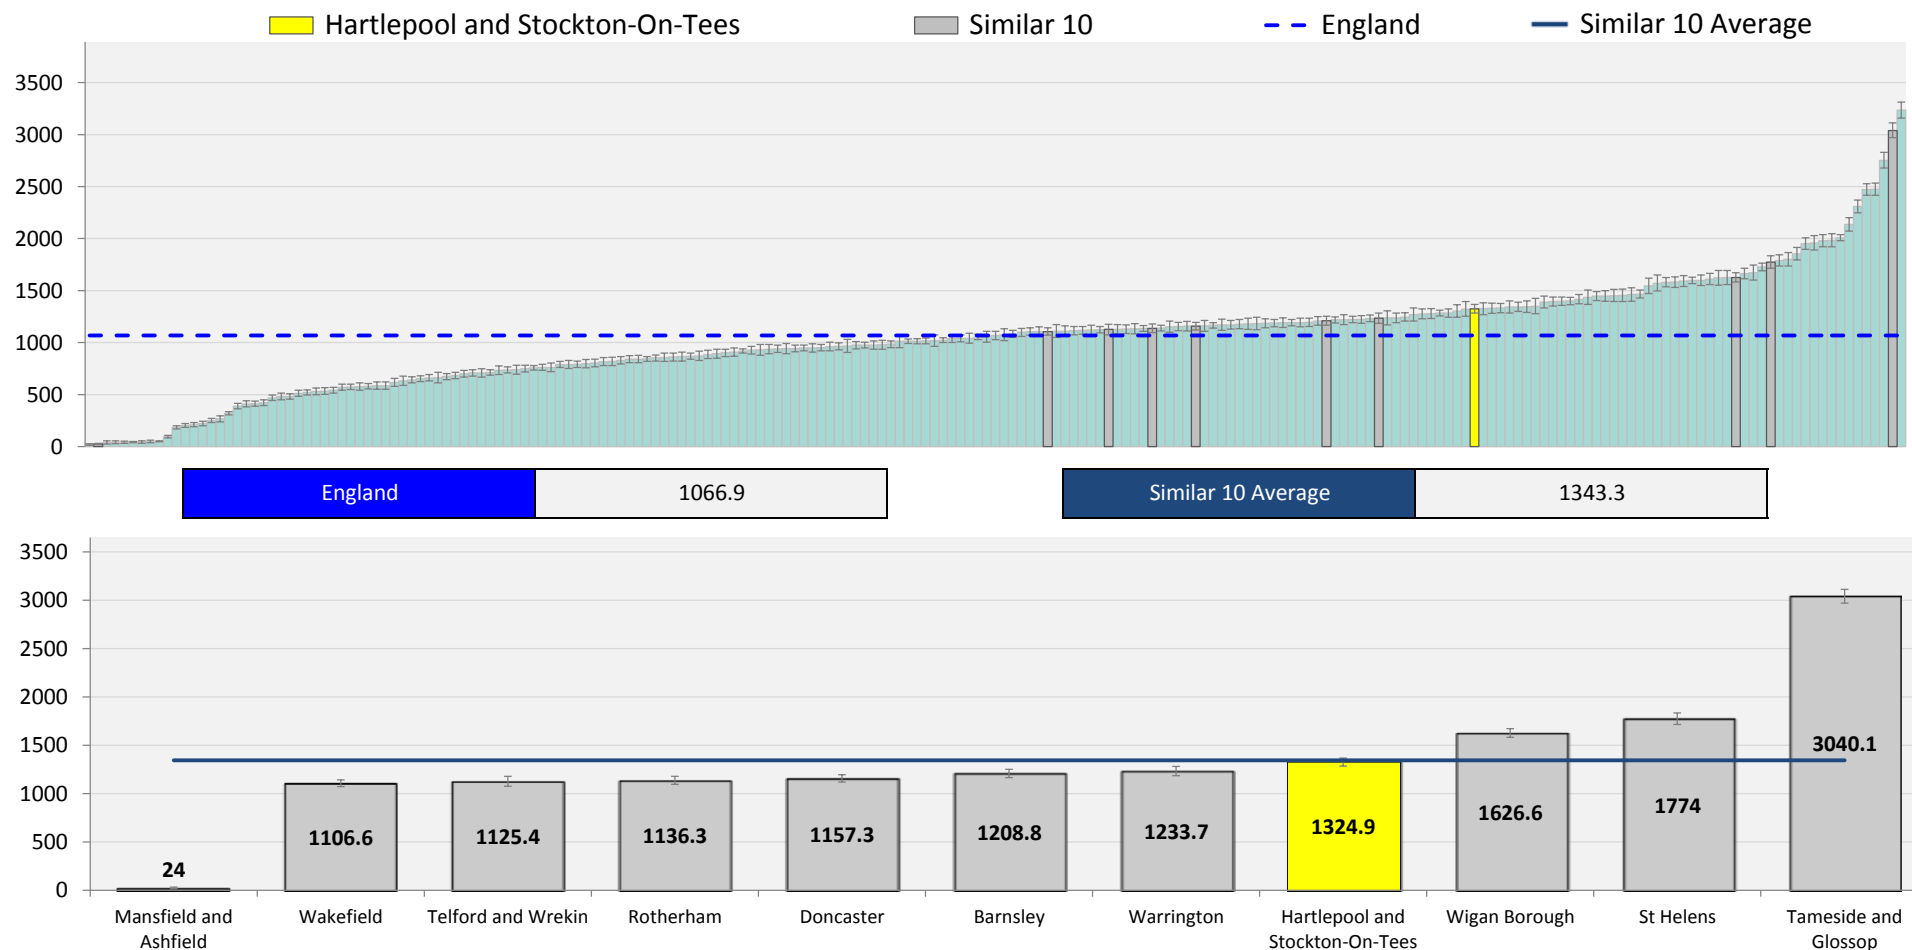 Hartlepool and Stockton-On-Tees Similar 10 England Similar 10 Average
3500
3000
2500
2000
1500
1000
500
0
England 1066.9 Similar 10 Average 1343.3
3500
3000
2500
2000
1500
1000
500
0
24 1106.6 1125.4 1136.3 1157.3 1208.8 1233.7 1324.9 1626.6 1774 3040.1
Mansfield and Ashfield
Wakefield
Telford and Wrekin
Rotherham
Doncaster
Barnsley
Warrington
Hartlepool and Stockton-On-Tees
Wigan Borough
St Helens
Tameside and Glossop